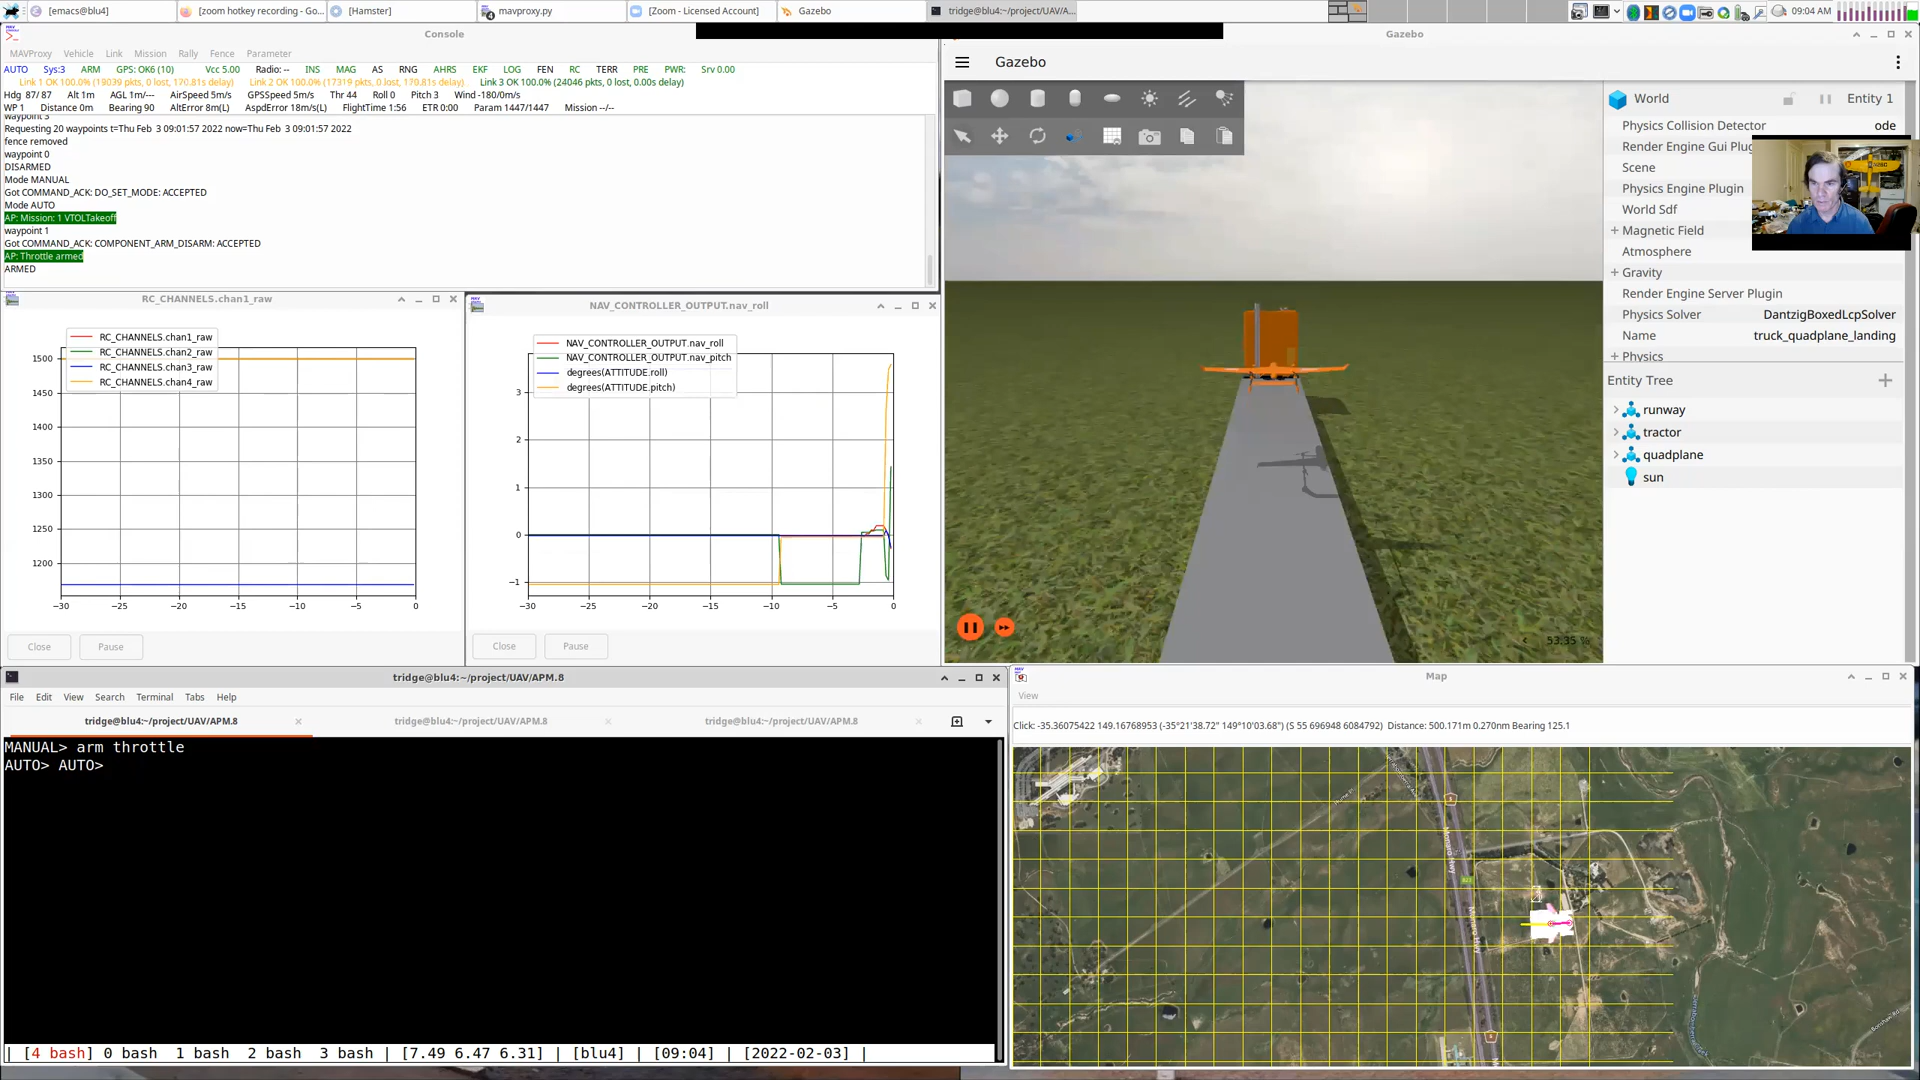 [emacs@blu4]
[zoom hotkey recording - Go...
[Hamster]
mavproxy.py
[Zoom - Licensed Account]
Gazebo
tridge@blu4:~/project/UAV/A...
09:04 AM
Console
MAVProxy Vehicle Link Mission Rally Fence Parameter
AUTO Sys:3 ARM GPS: OK6 (10) Vcc 5.00 Radio: -- INS MAG AS RNG AHRS EKF LOG FEN RC TERR PRE PWR: Srv 0.00
Link 1 OK 100.0% (19039 pkts, 0 lost, 170.81s delay) Link 2 OK 100.0% (17319 pkts, 0 lost, 170.81s delay) Link 3 OK 100.0% (24046 pkts, 0 lost, 0.00s delay)
Hdg 87/ 87 Alt 1m AGL 1m/--- AirSpeed 5m/s GPSSpeed 5m/s Thr 44 Roll 0 Pitch 3 Wind -180/0m/s
WP 1 Distance 0m Bearing 90 AltError 8m(L) AspdError 18m/s(L) FlightTime 1:56 ETR 0:00 Param 1447/1447 Mission --/--
waypoint 3
Requesting 20 waypoints t=Thu Feb 3 09:01:57 2022 now=Thu Feb 3 09:01:57 2022
fence removed
waypoint 0
DISARMED
Mode MANUAL
Got COMMAND_ACK: DO_SET_MODE: ACCEPTED
Mode AUTO
AP: Mission: 1 VTOLTakeoff
waypoint 1
Got COMMAND_ACK: COMPONENT_ARM_DISARM: ACCEPTED
AP: Throttle armed
ARMED
RC_CHANNELS.chan1_raw
RC_CHANNELS.chan1_raw
RC_CHANNELS.chan2_raw
RC_CHANNELS.chan3_raw
RC_CHANNELS.chan4_raw
1500
1450
1400
1350
1300
1250
1200
−30 −25 −20 −15 −10 −5 0
Close Pause
NAV_CONTROLLER_OUTPUT.nav_roll
NAV_CONTROLLER_OUTPUT.nav_roll
NAV_CONTROLLER_OUTPUT.nav_pitch
degrees(ATTITUDE.roll)
degrees(ATTITUDE.pitch)
3
2
1
0
−1
−30 −25 −20 −15 −10 −5 0
Close Pause
Gazebo
Gazebo
53.35 %
World Entity 1
Physics Collision Detector ode
Render Engine Gui Plug
Scene
Physics Engine Plugin
World Sdf
Magnetic Field
Atmosphere
Gravity
Render Engine Server Plugin
Physics Solver DantzigBoxedLcpSolver
Name truck_quadplane_landing
Physics
Entity Tree
runway
tractor
quadplane
sun
tridge@blu4:~/project/UAV/APM.8
File Edit View Search Terminal Tabs Help
tridge@blu4:~/project/UAV/APM.8 tridge@blu4:~/project/UAV/APM.8 tridge@blu4:~/project/UAV/APM.8
MANUAL> arm throttle
AUTO> AUTO>
| [4 bash] 0 bash 1 bash 2 bash 3 bash | [7.49 6.47 6.31] | [blu4] | [09:04] | [2022-02-03] |
Map
View
Click: -35.36075422 149.16768953 (-35°21'38.72" 149°10'03.68") (S 55 696948 6084792) Distance: 500.171m 0.270nm Bearing 125.1
Monaro Hwy
Monaro Hwy